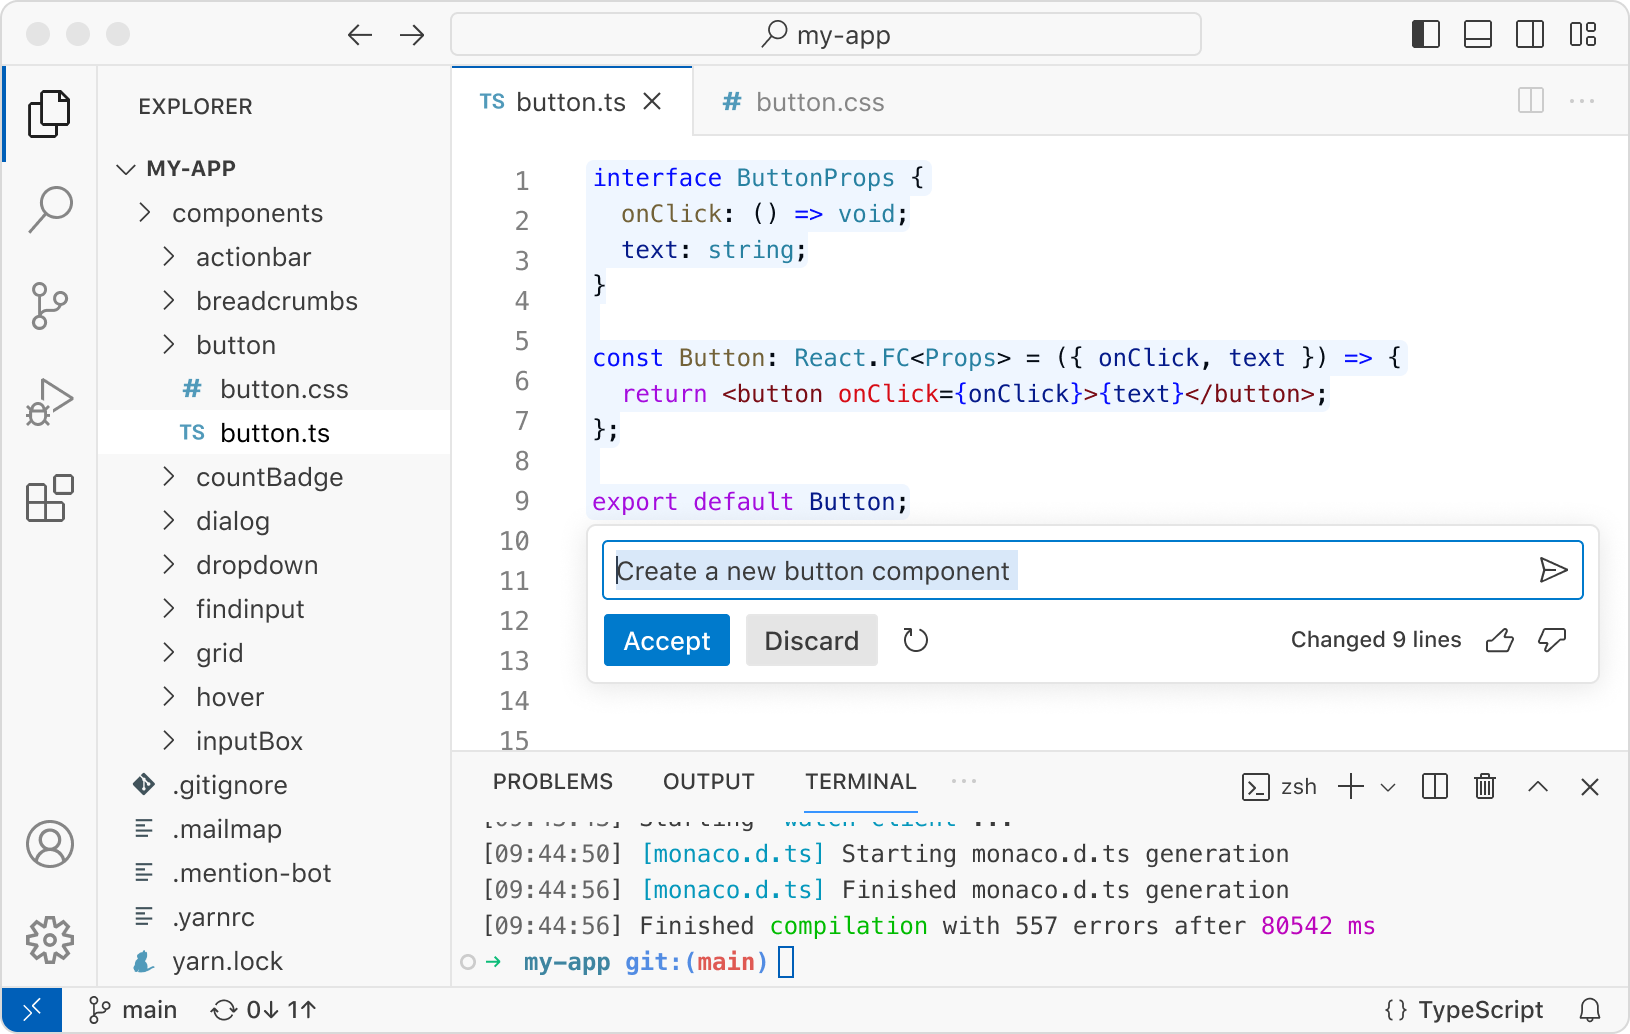 my-app
EXPLORER
MY-APP
components
actionbar
breadcrumbs
button
# button.css
TS button.ts
countBadge
dialog
dropdown
findinput
grid
hover
inputBox
.gitignore
.mailmap
.mention-bot
.yarnrc
yarn.lock
TS button.ts
# button.css
1 interface ButtonProps {
2 onClick: () => void;
3 text: string;
4 }
5
6 const Button: React.FC<Props> = ({ onClick, text }) => {
7 return <button onClick={onClick}>{text}</button>;
8 };
9
10 export default Button;
11
12
13
14
15
Create a new button component
Accept Discard
Changed 9 lines
PROBLEMS OUTPUT TERMINAL ···
zsh
Starting watch-client ...
[09:44:50] [monaco.d.ts] Starting monaco.d.ts generation
[09:44:56] [monaco.d.ts] Finished monaco.d.ts generation
[09:44:56] Finished compilation with 557 errors after 80542 ms
→ my-app git:(main)
main 0↓ 1↑
{} TypeScript